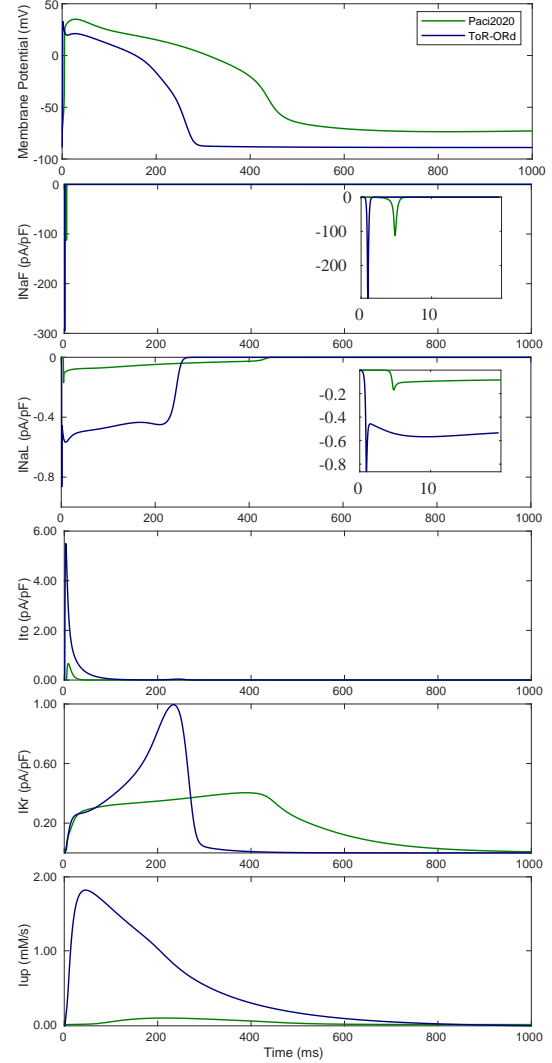 50
0
-50
-100
Membrane Potential (mV)
Paci2020
ToR-ORd
0 200 400 600 800 1000
0
-100
-200
-300
INaF (pA/pF)
0
-100
-200
0 10
0 200 400 600 800 1000
0
-0.4
-0.8
INaL (pA/pF)
-0.2
-0.4
-0.6
-0.8
0 10
0 200 400 600 800 1000
6.00
4.00
2.00
0.00
Ito (pA/pF)
0 200 400 600 800 1000
1.00
0.60
0.20
IKr (pA/pF)
0 200 400 600 800 1000
2.00
1.00
0.00
Iup (mM/s)
0 200 400 600 800 1000
Time (ms)